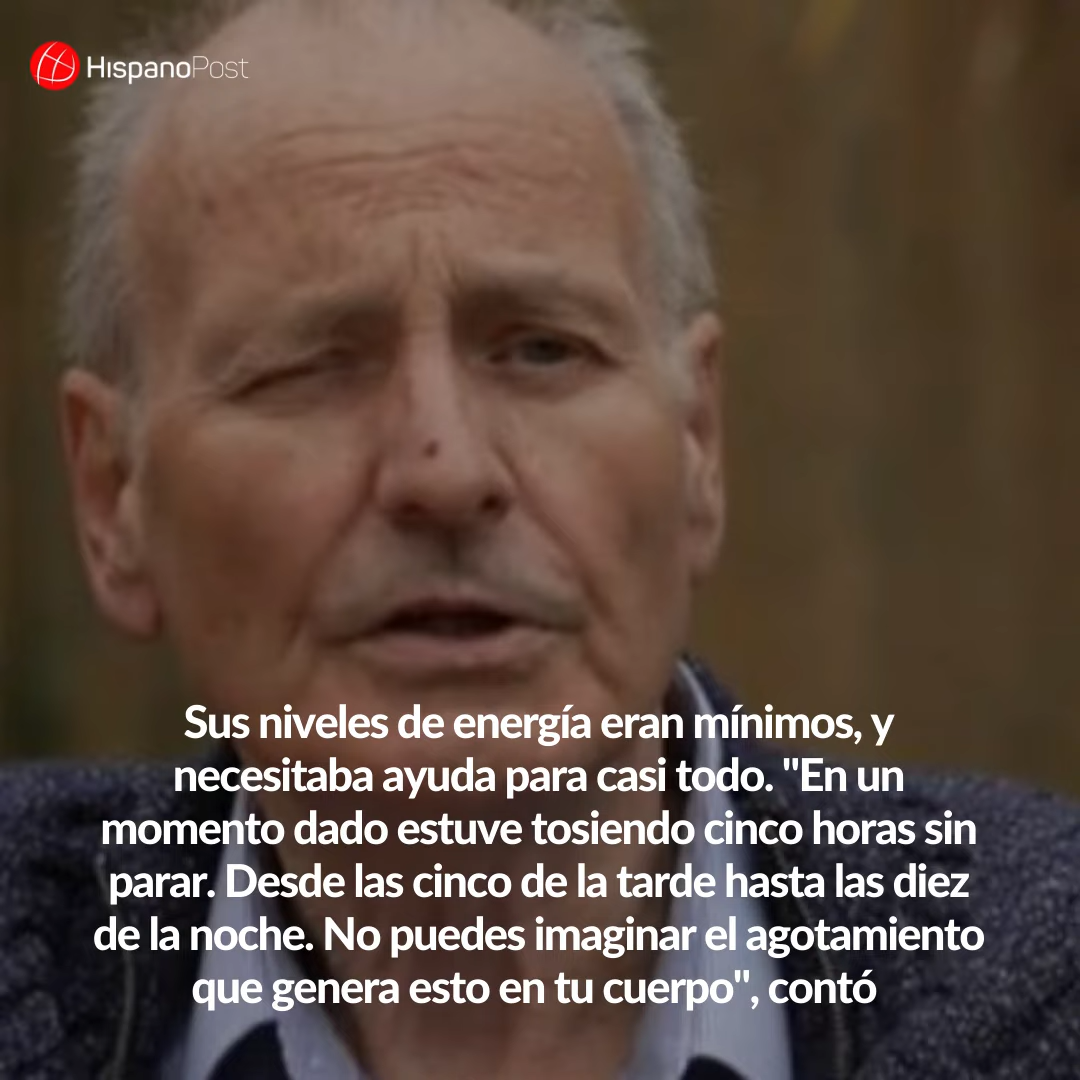 HispanoPost
Sus niveles de energía eran mínimos, y
necesitaba ayuda para casi todo. "En un
momento dado estuve tosiendo cinco horas sin
parar. Desde las cinco de la tarde hasta las diez
de la noche. No puedes imaginar el agotamiento
que genera esto en tu cuerpo", contó